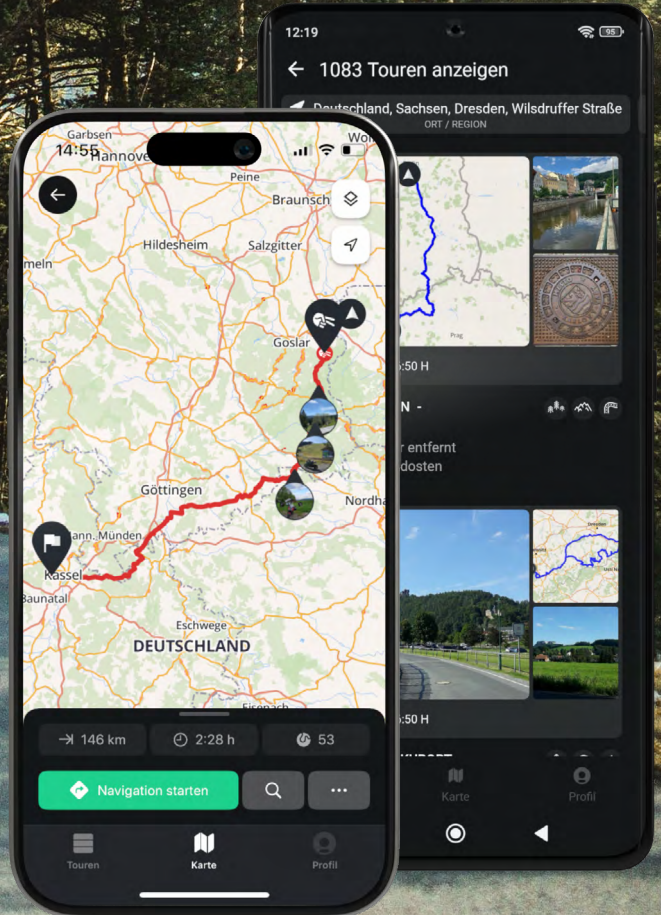 12:19
95
1083 Touren anzeigen
Deutschland, Sachsen, Dresden, Wilsdruffer Straße
ORT / REGION
Prag
:50 H
N -
r entfernt
dosten
Dresden
:50 H
KURORT
Karte
Profil
14:55
Garbsen
Hannove
Peine
Braunsch
Hildesheim
Salzgitter
meln
Goslar
Göttingen
Nordha
ann. Münden
Kassel
Baunatal
Eschwege
DEUTSCHLAND
Eisenach
146 km
2:28 h
53
Navigation starten
Touren
Karte
Profil